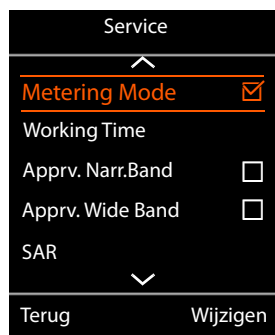 Service
Metering Mode
Working Time
Apprv. Narr.Band
Apprv. Wide Band
SAR
Terug Wijzigen